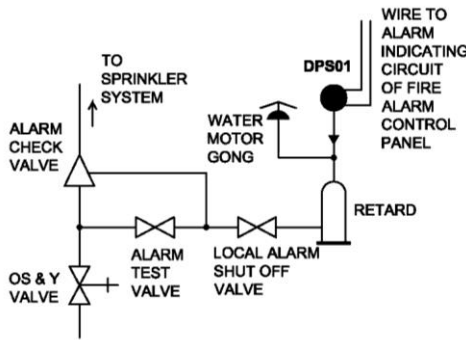 WIRE TO
ALARM
INDICATING
CIRCUIT
OF FIRE
ALARM
CONTROL
PANEL
DPS01
TO
SPRINKLER
SYSTEM
WATER
MOTOR
GONG
ALARM
CHECK
VALVE
RETARD
ALARM
TEST
VALVE
LOCAL ALARM
SHUT OFF
VALVE
OS & Y
VALVE